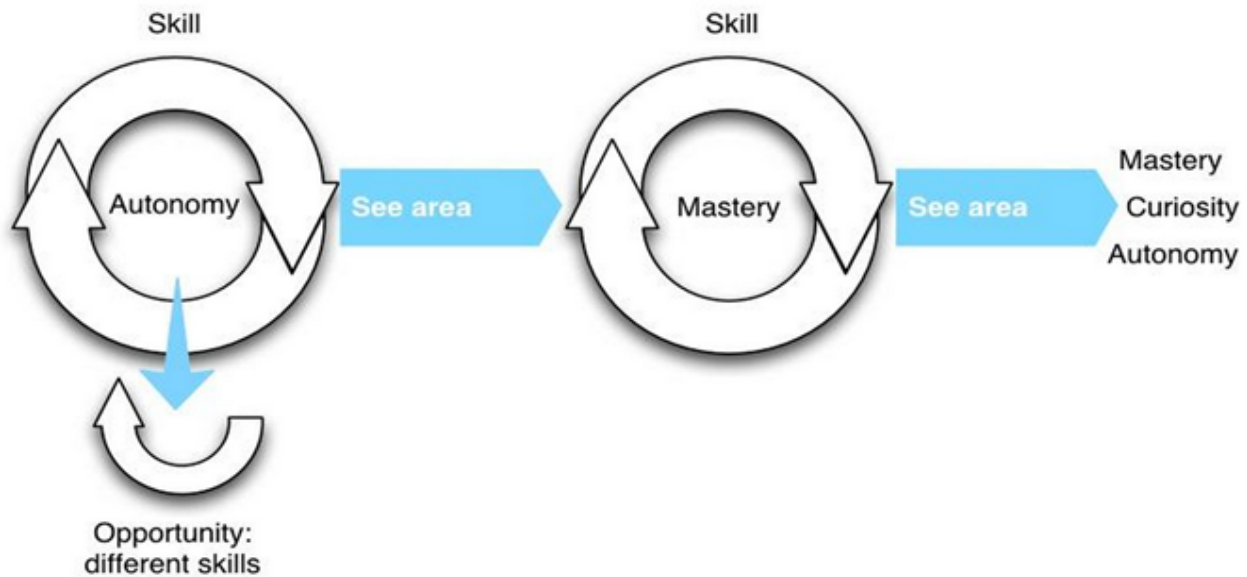 Skill
Skill
Autonomy
See area
Mastery
See area
Mastery
Curiosity
Autonomy
Opportunity:
different skills